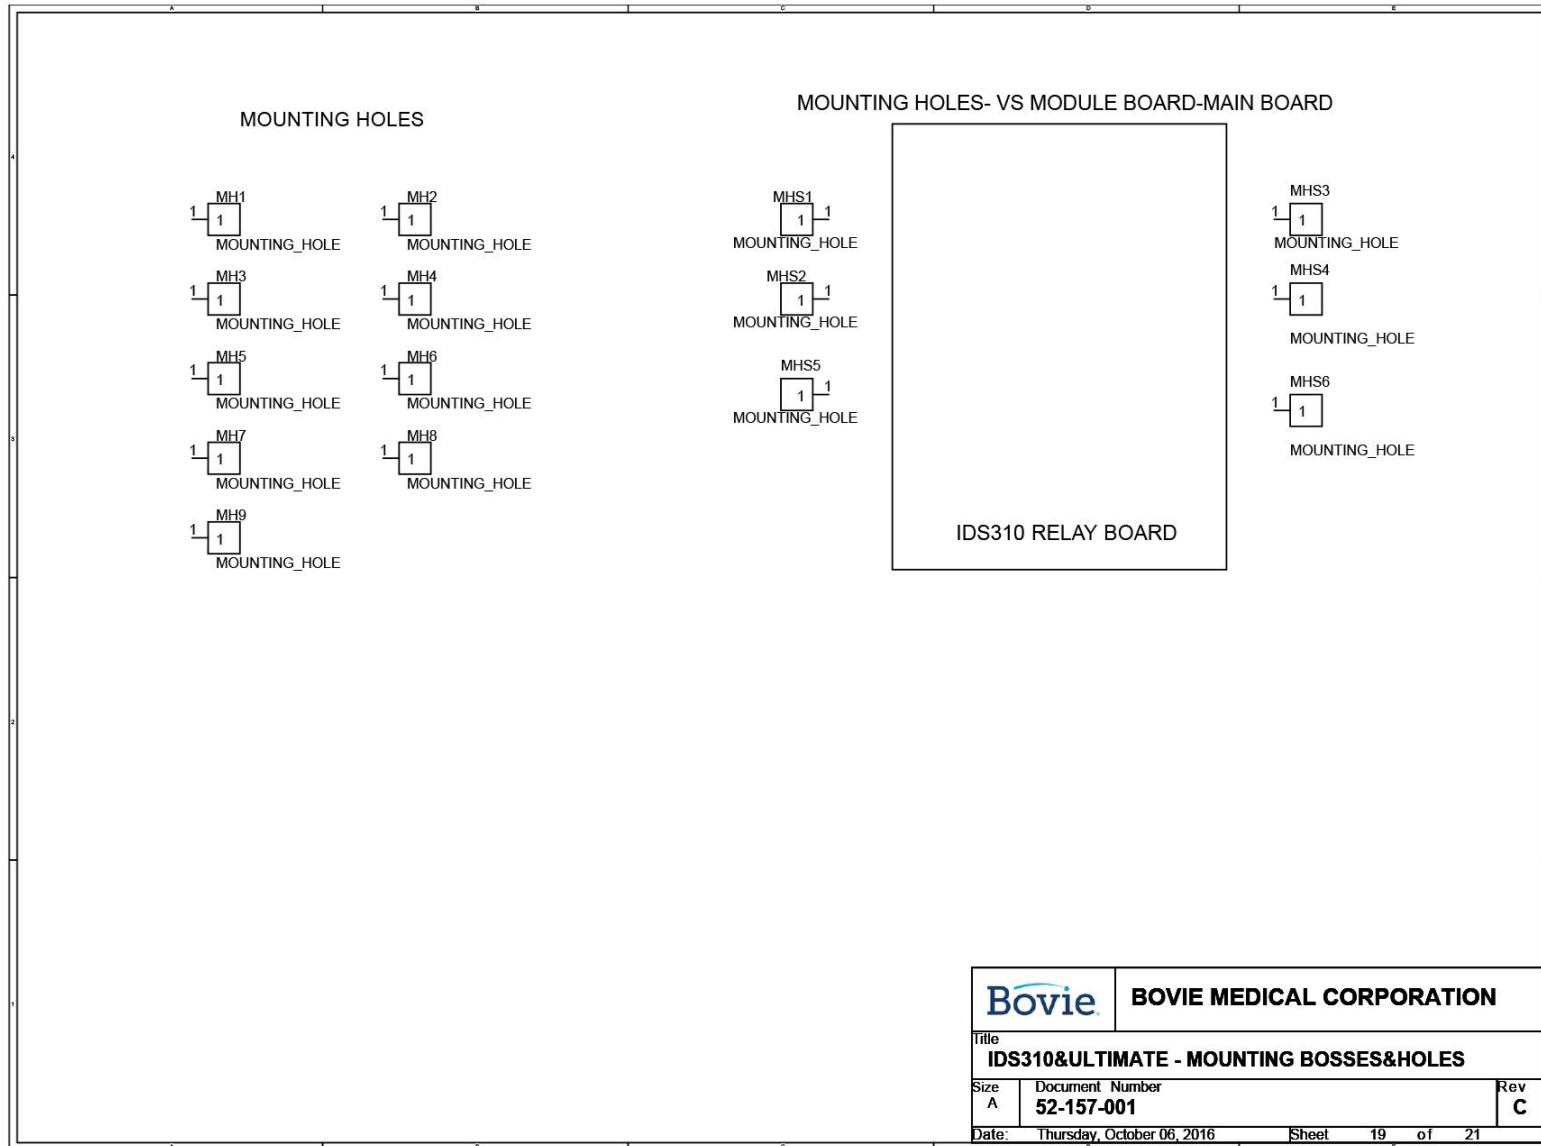 A B C D E
4
3
2
1
MOUNTING HOLES
MH1
1 1
MOUNTING_HOLE
MH2
1 1
MOUNTING_HOLE
MH3
1 1
MOUNTING_HOLE
MH4
1 1
MOUNTING_HOLE
MH5
1 1
MOUNTING_HOLE
MH6
1 1
MOUNTING_HOLE
MH7
1 1
MOUNTING_HOLE
MH8
1 1
MOUNTING_HOLE
MH9
1 1
MOUNTING_HOLE
MOUNTING HOLES- VS MODULE BOARD-MAIN BOARD
MHS1
1 1
MOUNTING_HOLE
MHS2
1 1
MOUNTING_HOLE
MHS5
1 1
MOUNTING_HOLE
IDS310 RELAY BOARD
MHS3
1 1
MOUNTING_HOLE
MHS4
1 1
MOUNTING_HOLE
MHS6
1 1
MOUNTING_HOLE
Bovie
BOVIE MEDICAL CORPORATION
Title
IDS310&ULTIMATE - MOUNTING BOSSES&HOLES
Size
A
Document Number
52-157-001
Rev
C
Date: Thursday, October 06, 2016 Sheet 19 of 21